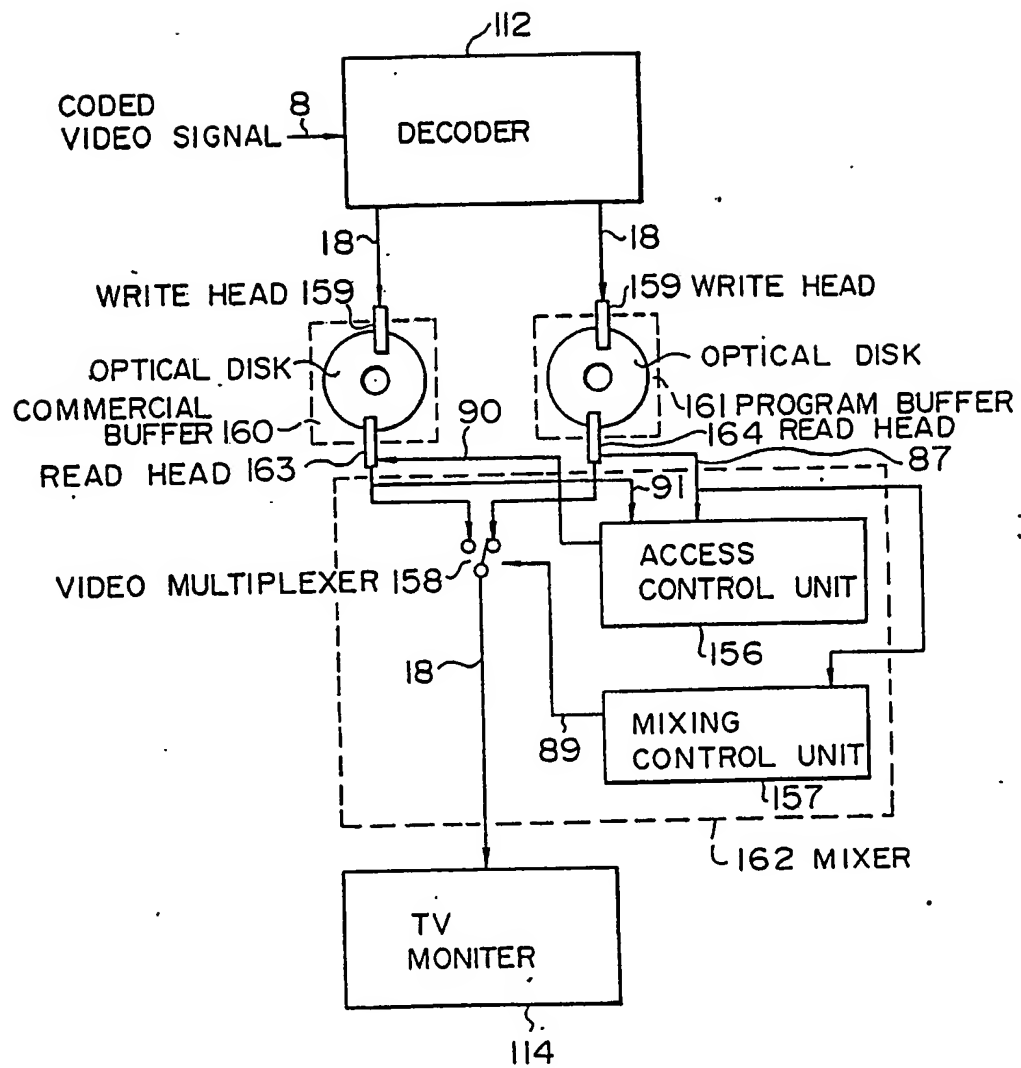 112
CODED
VIDEO SIGNAL
8
DECODER
18
18
WRITE HEAD 159
159 WRITE HEAD
OPTICAL DISK
OPTICAL DISK
COMMERCIAL
BUFFER 160
161 PROGRAM BUFFER
90
164 READ HEAD
READ HEAD 163
87
91
ACCESS
CONTROL UNIT
VIDEO MULTIPLEXER 158
156
18
MIXING
CONTROL UNIT
89
157
162 MIXER
TV
MONITER
114